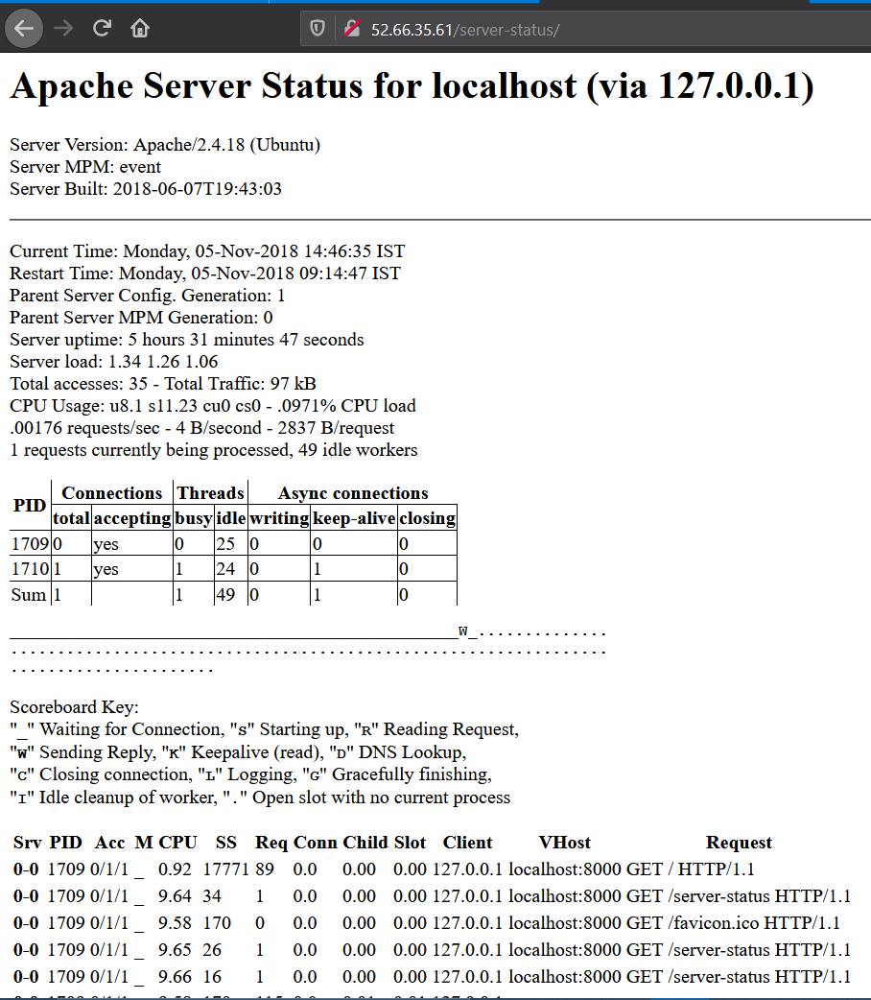 52.66.35.61/server-status/
Apache Server Status for localhost (via 127.0.0.1)
Server Version: Apache/2.4.18 (Ubuntu)
Server MPM: event
Server Built: 2018-06-07T19:43:03
Current Time: Monday, 05-Nov-2018 14:46:35 IST
Restart Time: Monday, 05-Nov-2018 09:14:47 IST
Parent Server Config. Generation: 1
Parent Server MPM Generation: 0
Server uptime: 5 hours 31 minutes 47 seconds
Server load: 1.34 1.26 1.06
Total accesses: 35 - Total Traffic: 97 kB
CPU Usage: u8.1 s11.23 cu0 cs0 - .0971% CPU load
.00176 requests/sec - 4 B/second - 2837 B/request
1 requests currently being processed, 49 idle workers
PID Connections Threads Async connections
total accepting busy idle writing keep-alive closing
1709 0 yes 0 25 0 0 0
1710 1 yes 1 24 0 1 0
Sum 1 1 49 0 1 0
________________________________________________W_..............
................................................................
......................
Scoreboard Key:
"_" Waiting for Connection, "S" Starting up, "R" Reading Request,
"W" Sending Reply, "K" Keepalive (read), "D" DNS Lookup,
"C" Closing connection, "L" Logging, "G" Gracefully finishing,
"I" Idle cleanup of worker, "." Open slot with no current process
Srv PID Acc M CPU SS Req Conn Child Slot Client VHost Request
0-0 1709 0/1/1 _ 0.92 17771 89 0.0 0.00 0.00 127.0.0.1 localhost:8000 GET / HTTP/1.1
0-0 1709 0/1/1 _ 9.64 34 1 0.0 0.00 0.00 127.0.0.1 localhost:8000 GET /server-status HTTP/1.1
0-0 1709 0/1/1 _ 9.58 170 0 0.0 0.00 0.00 127.0.0.1 localhost:8000 GET /favicon.ico HTTP/1.1
0-0 1709 0/1/1 _ 9.65 26 1 0.0 0.00 0.00 127.0.0.1 localhost:8000 GET /server-status HTTP/1.1
0-0 1709 0/1/1 _ 9.66 16 1 0.0 0.00 0.00 127.0.0.1 localhost:8000 GET /server-status HTTP/1.1